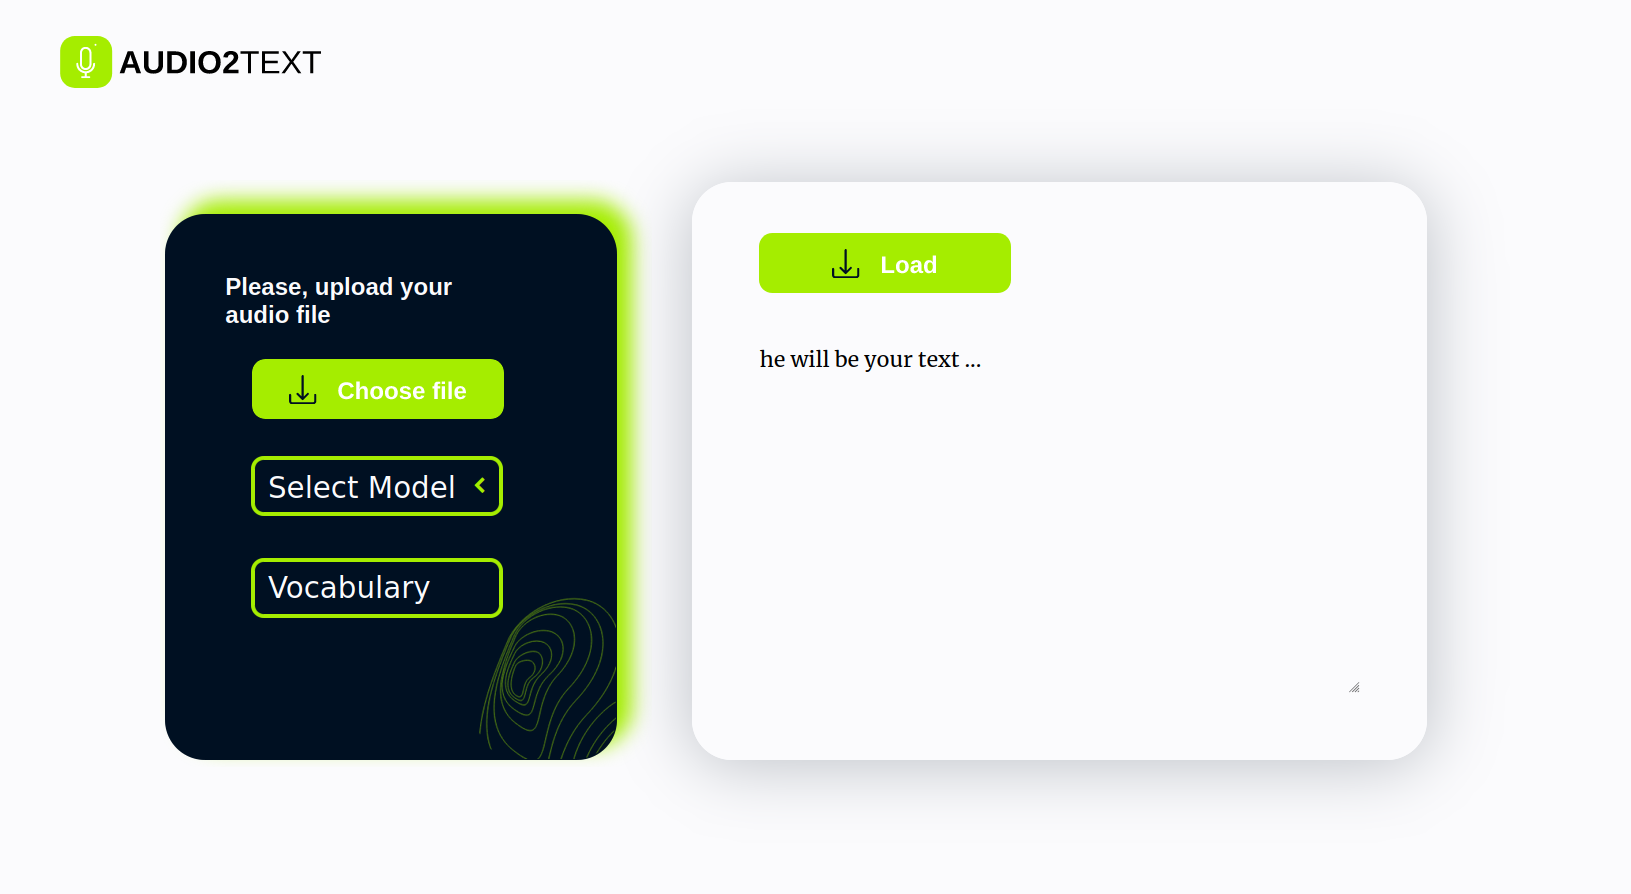 AUDIO2TEXT
Please, upload your
audio file
Choose file
Select Model
Vocabulary
Load
he will be your text ...